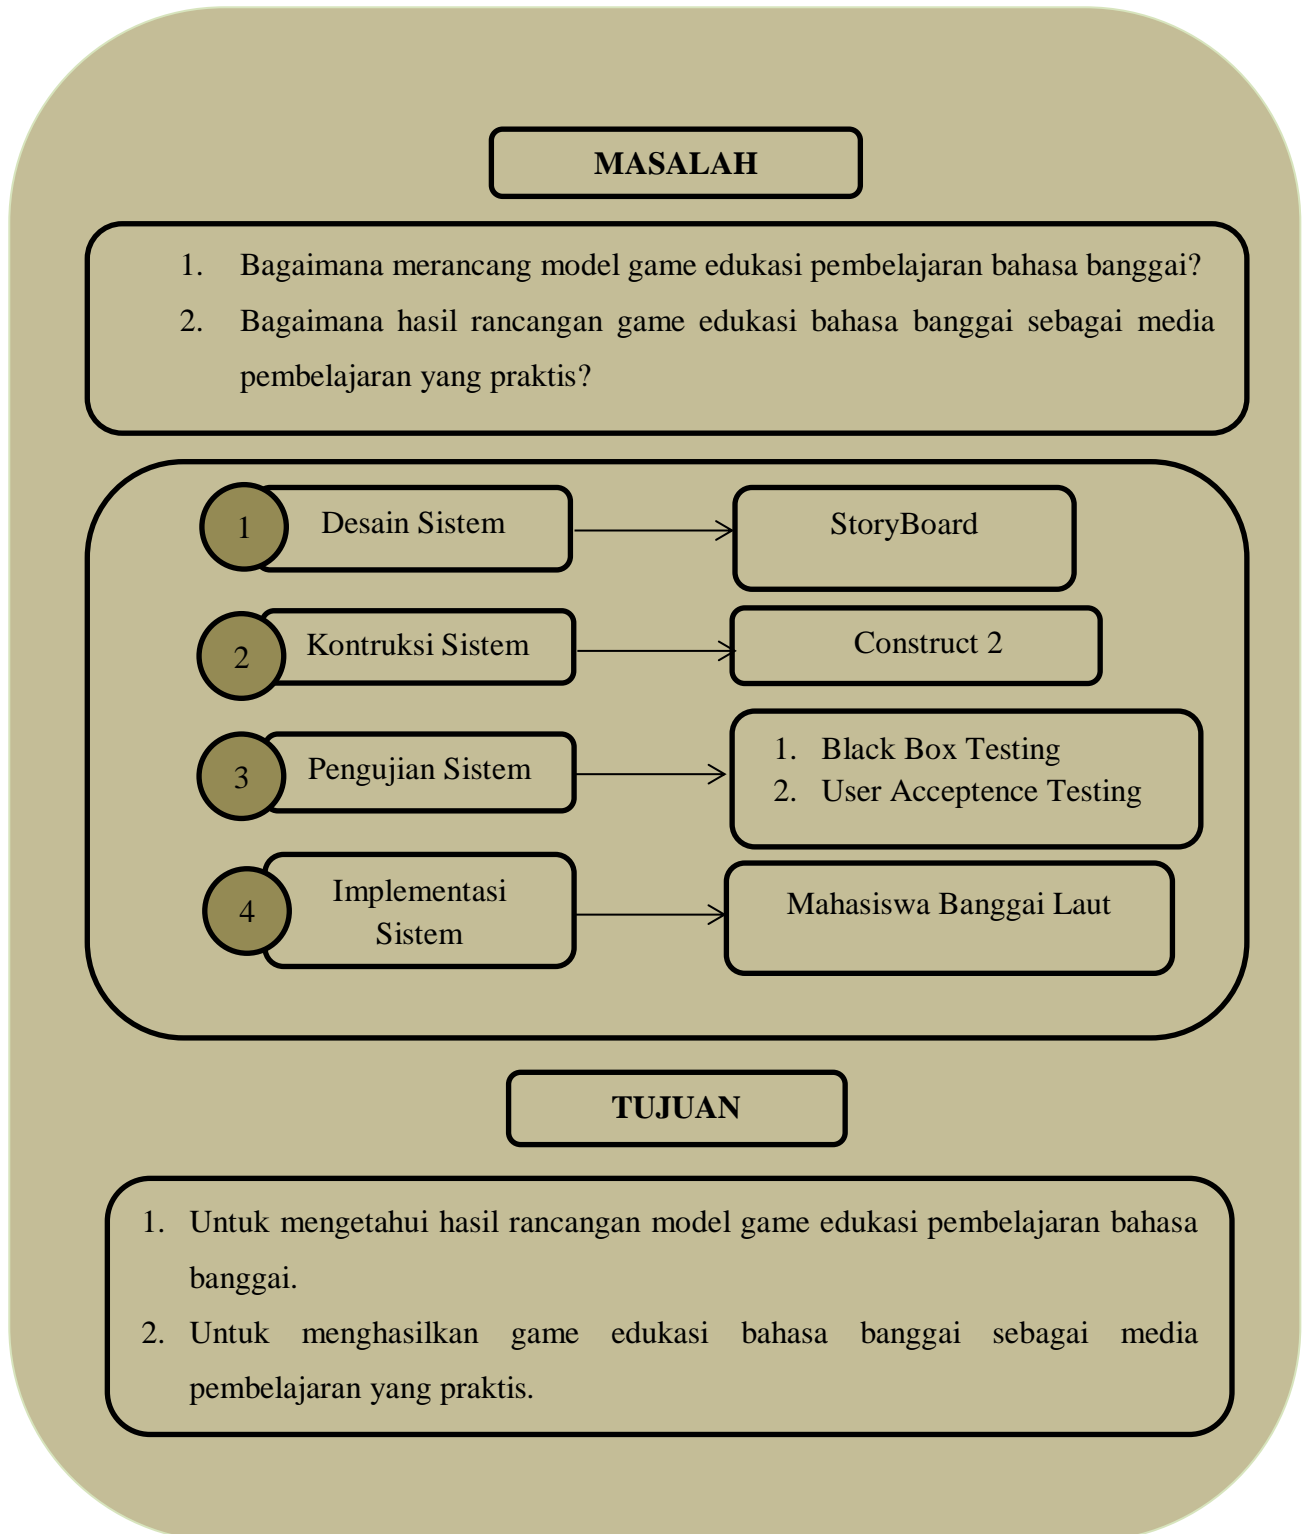 MASALAH
1. Bagaimana merancang model game edukasi pembelajaran bahasa banggai?
2. Bagaimana hasil rancangan game edukasi bahasa banggai sebagai media
pembelajaran yang praktis?
1 Desain Sistem
StoryBoard
2 Kontruksi Sistem
Construct 2
3 Pengujian Sistem
1. Black Box Testing
2. User Acceptence Testing
4 Implementasi
Sistem
Mahasiswa Banggai Laut
TUJUAN
1. Untuk mengetahui hasil rancangan model game edukasi pembelajaran bahasa
banggai.
2. Untuk menghasilkan game edukasi bahasa banggai sebagai media
pembelajaran yang praktis.